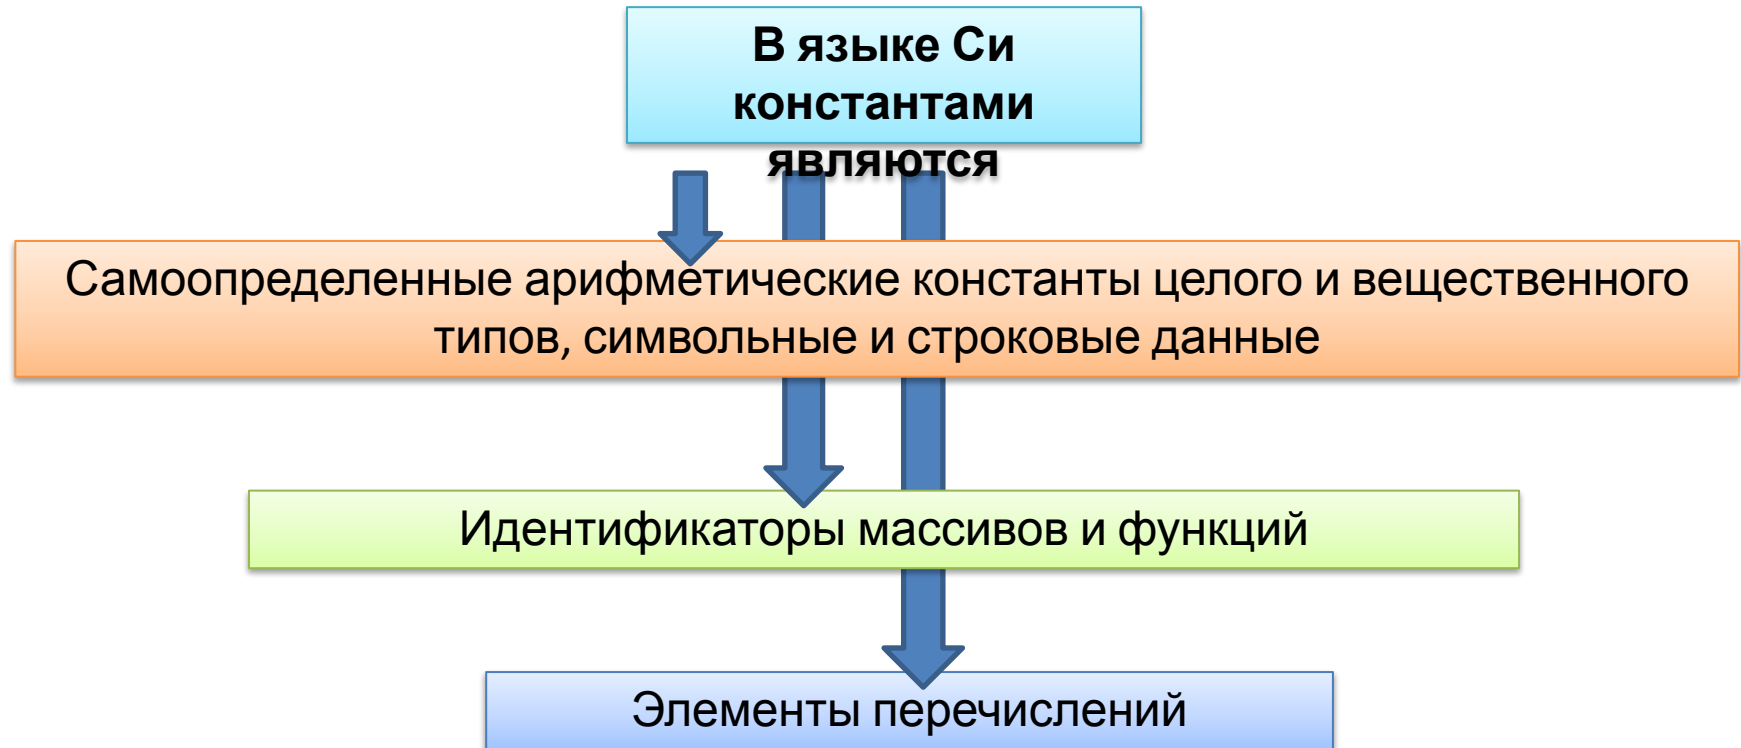 В языке Си
константами
являются
Самоопределенные арифметические константы целого и вещественного
типов, символьные и строковые данные
Идентификаторы массивов и функций
Элементы перечислений